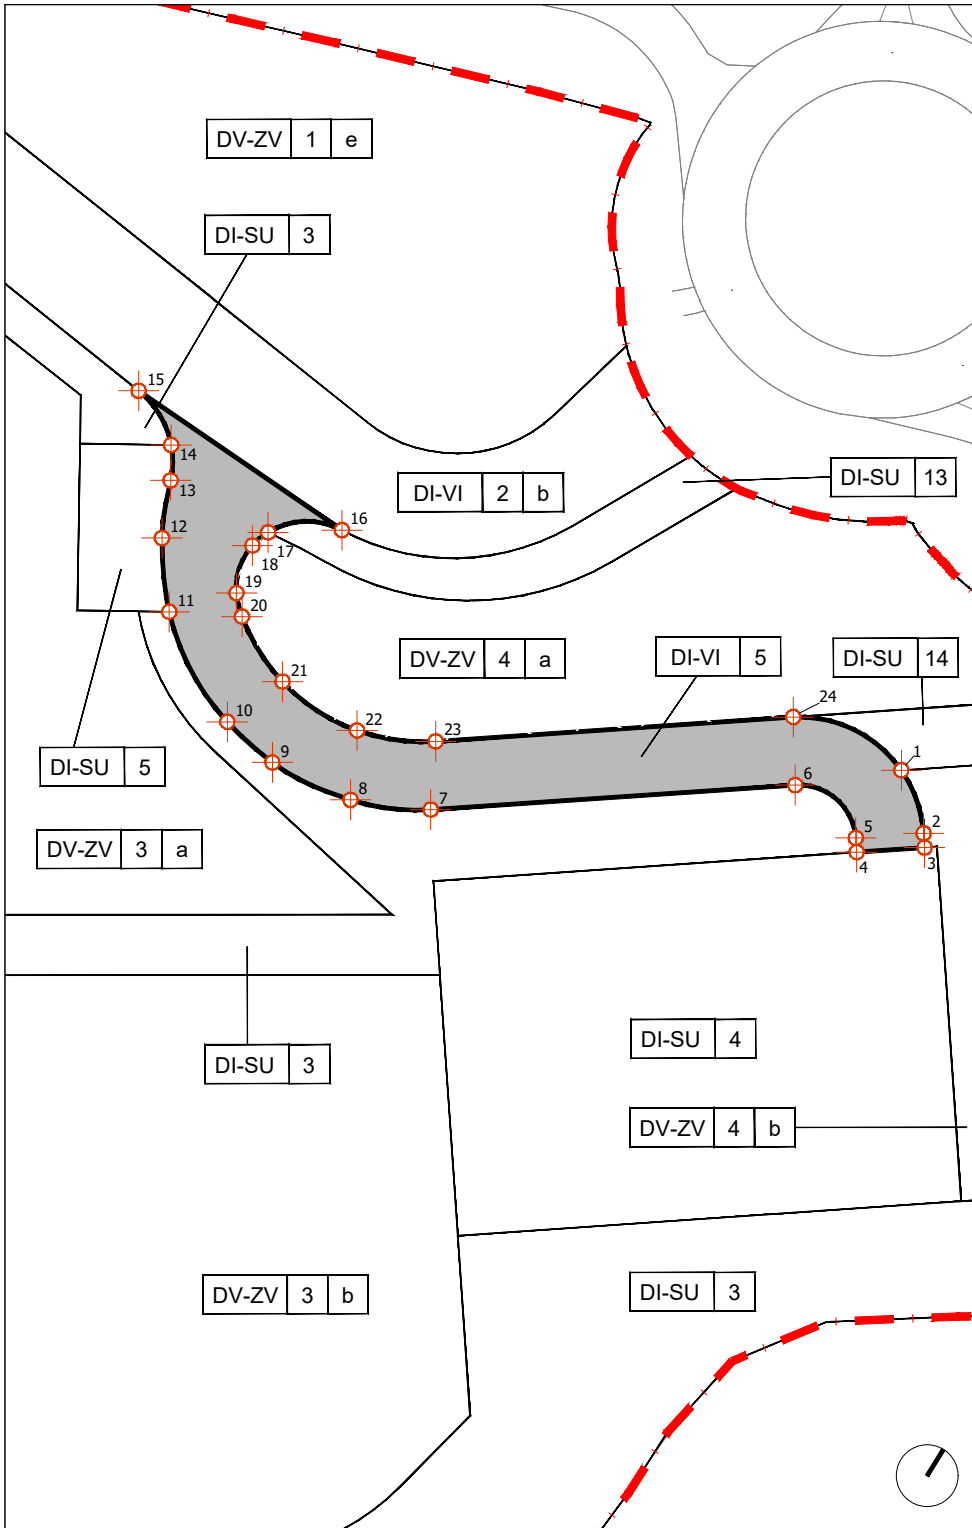 DV-ZV 1 e
DI-SU 3
15
14
13
DI-VI 2 b
DI-SU 13
16
12
17
18
19
20
11
DV-ZV 4 a
DI-VI 5
DI-SU 14
21
24
10
22
23
9
1
DI-SU 5
6
8
7
2
5
3
4
DV-ZV 3 a
DI-SU 3
DI-SU 4
DV-ZV 4 b
DV-ZV 3 b
DI-SU 3